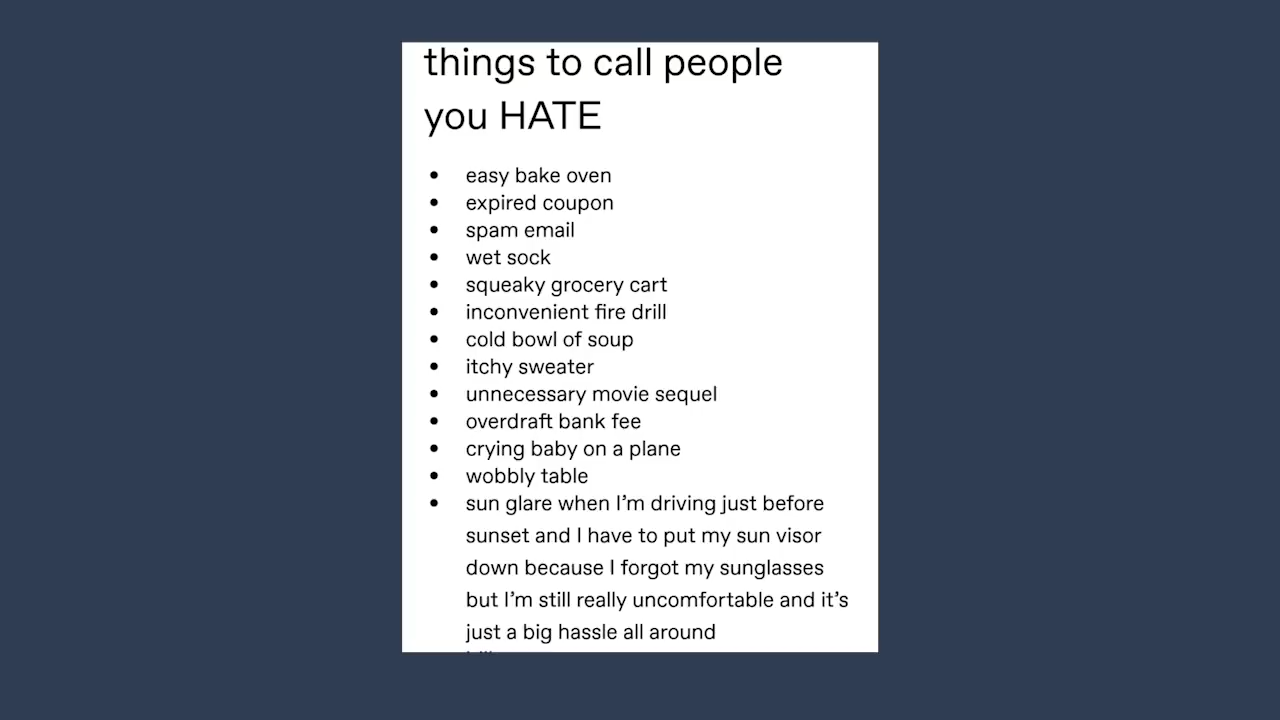 things to call people
you HATE
• easy bake oven
• expired coupon
• spam email
• wet sock
• squeaky grocery cart
• inconvenient fire drill
• cold bowl of soup
• itchy sweater
• unnecessary movie sequel
• overdraft bank fee
• crying baby on a plane
• wobbly table
• sun glare when I’m driving just before
sunset and I have to put my sun visor
down because I forgot my sunglasses
but I’m still really uncomfortable and it’s
just a big hassle all around